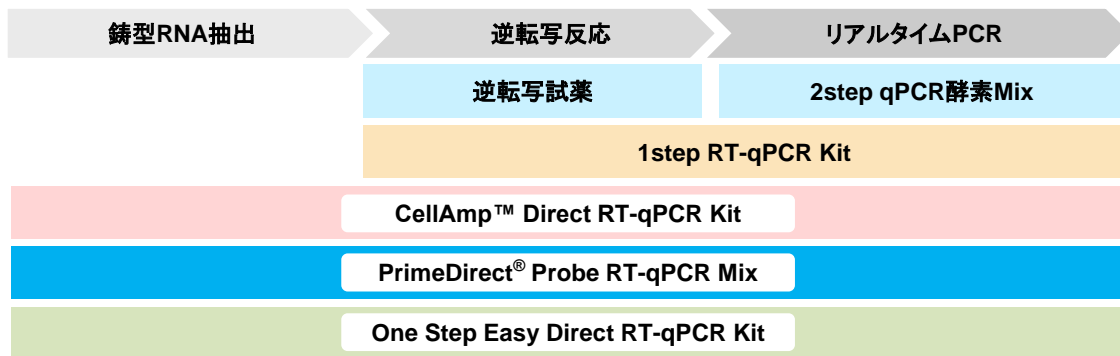 鋳型RNA抽出
逆転写反応
リアルタイムPCR
逆転写試薬
2step qPCR酵素Mix
1step RT-qPCR Kit
CellAmp™ Direct RT-qPCR Kit
PrimeDirect® Probe RT-qPCR Mix
One Step Easy Direct RT-qPCR Kit